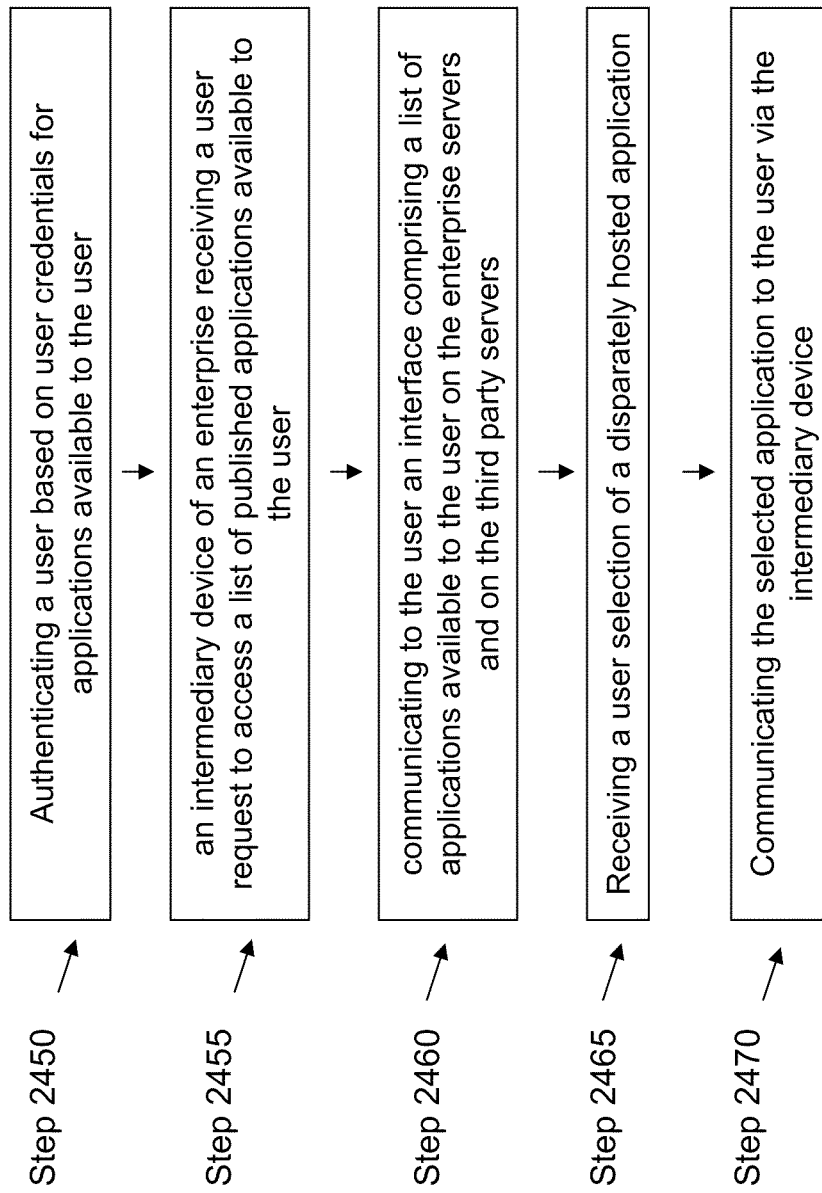 Step 2450
Authenticating a user based on user credentials for
applications available to the user
Step 2455
an intermediary device of an enterprise receiving a user
request to access a list of published applications available to
the user
Step 2460
communicating to the user an interface comprising a list of
applications available to the user on the enterprise servers
and on the third party servers
Step 2465
Receiving a user selection of a disparately hosted application
Step 2470
Communicating the selected application to the user via the
intermediary device